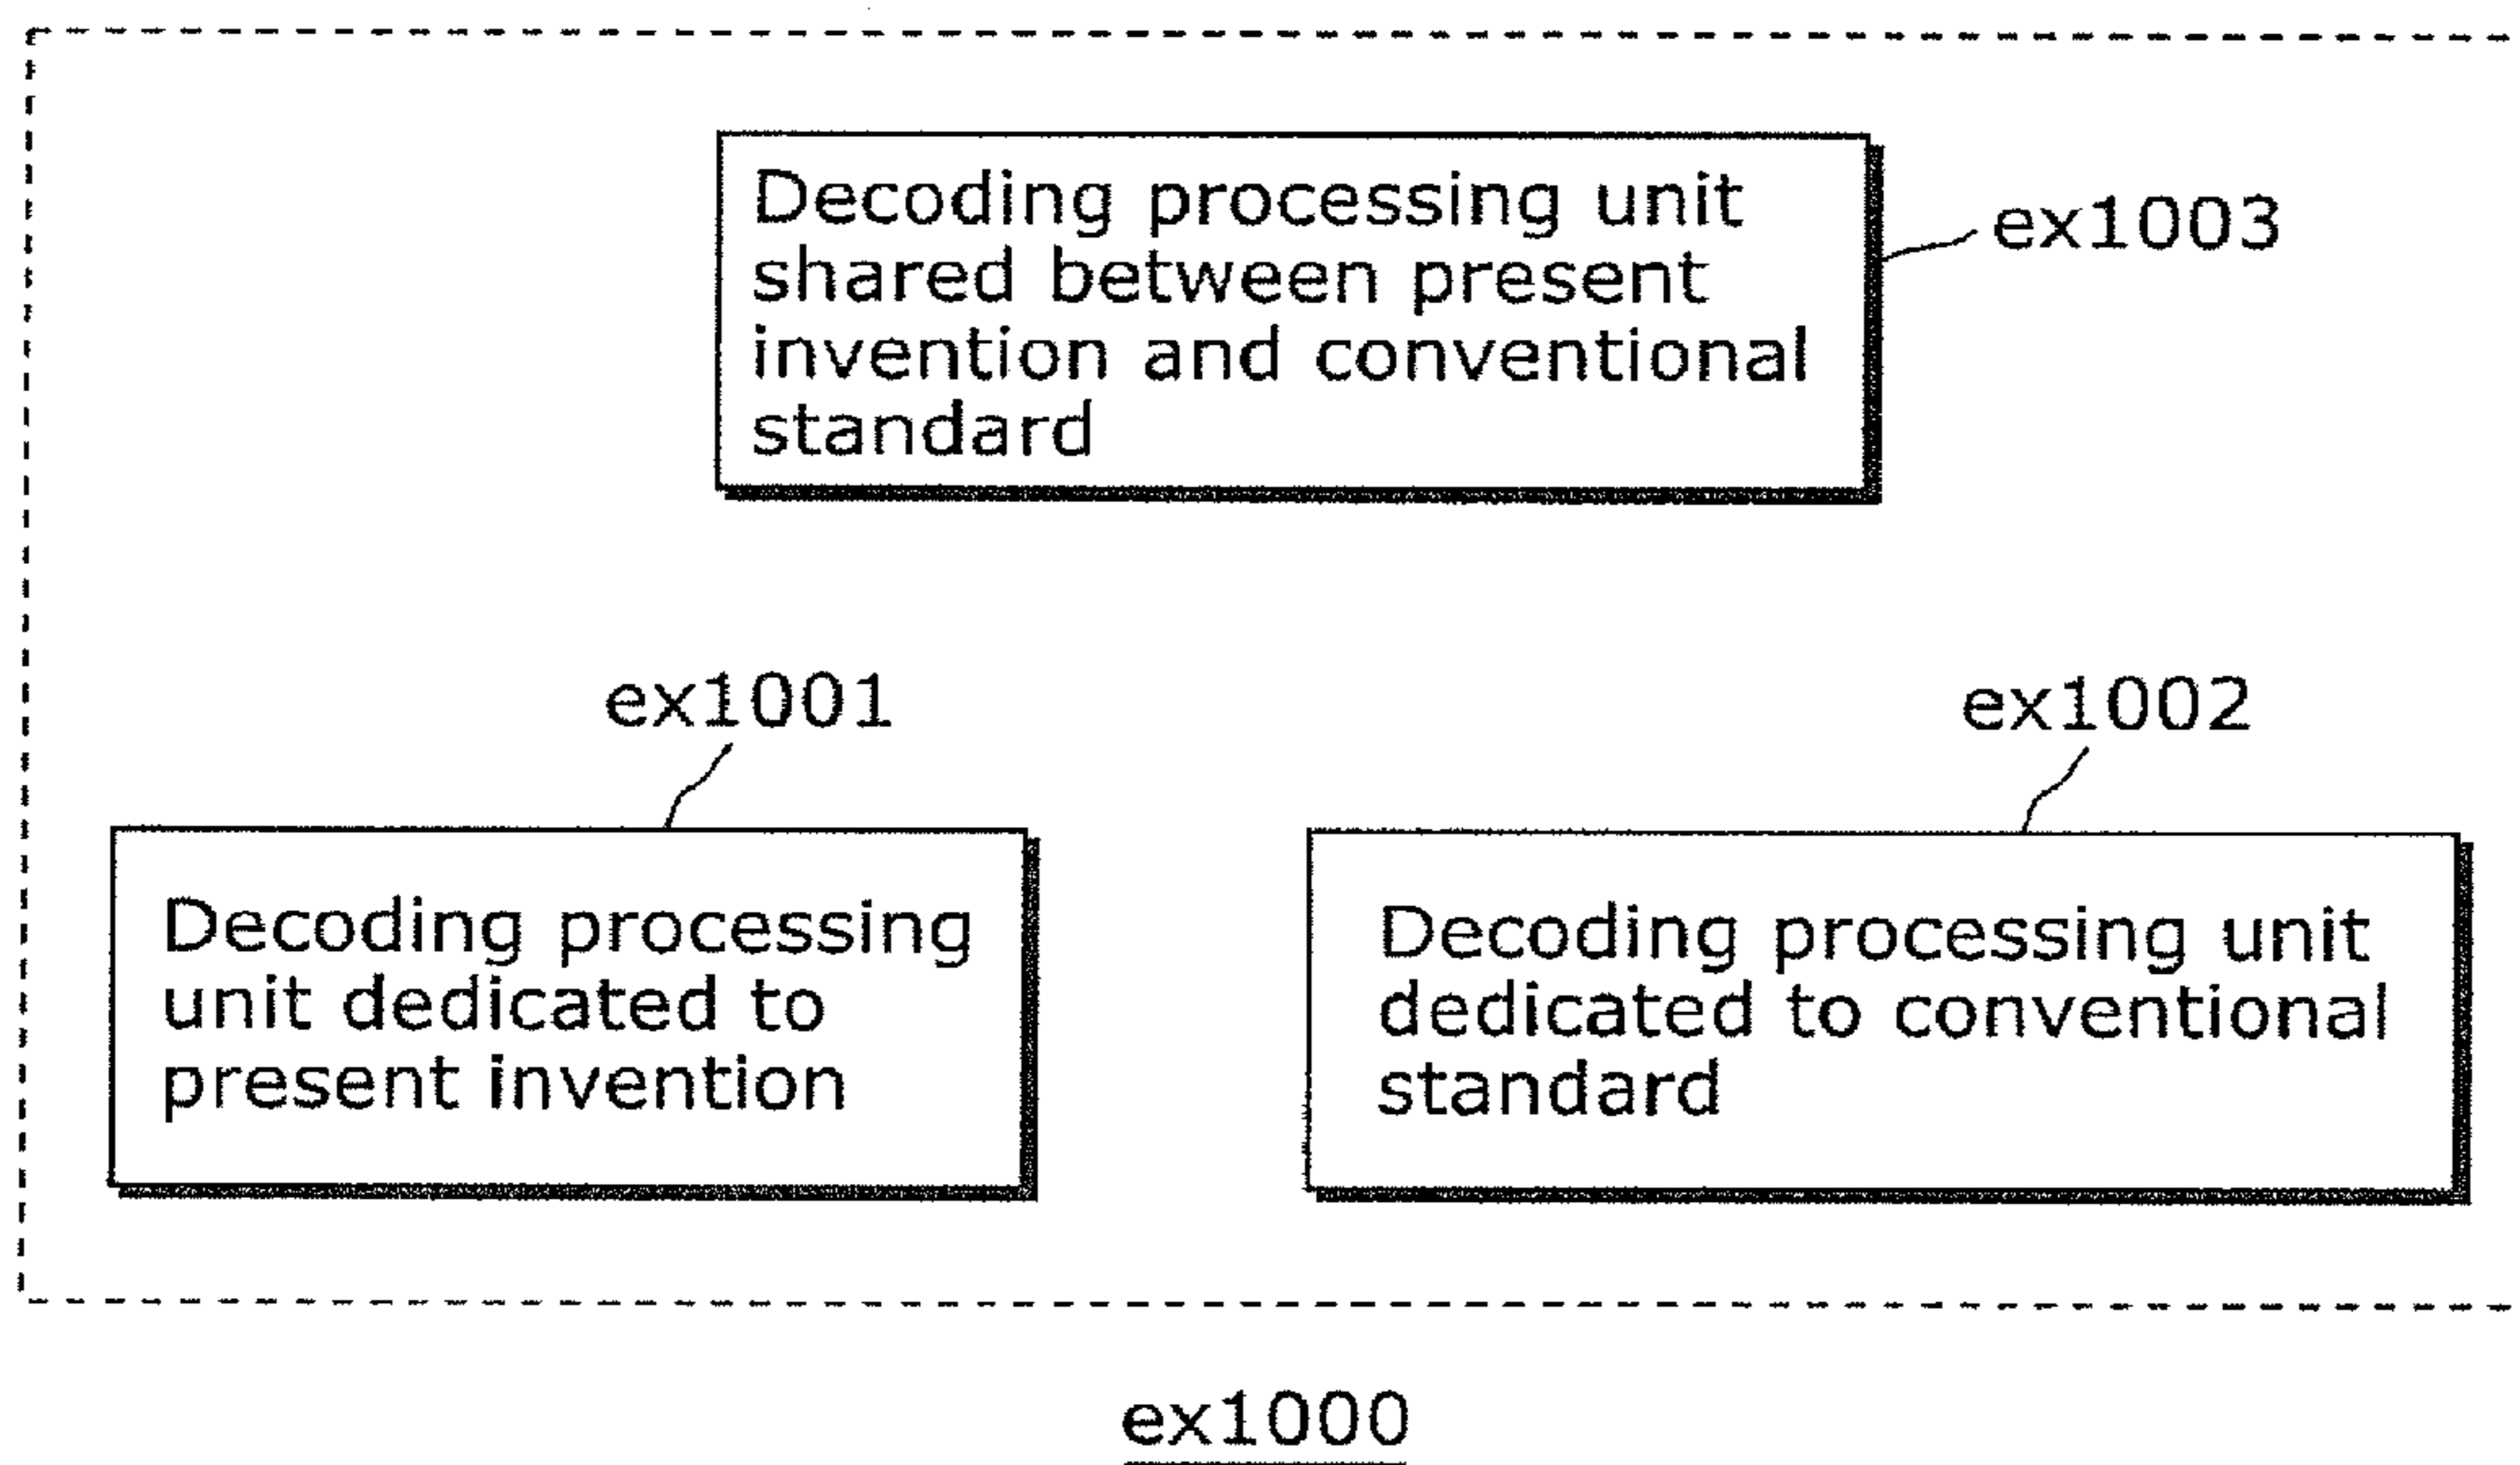 Decoding processing unit
shared between present
invention and conventional
standard
ex1003
ex1001
ex1002
Decoding processing
unit dedicated to
present invention
Decoding processing unit
dedicated to conventional
standard
ex1000